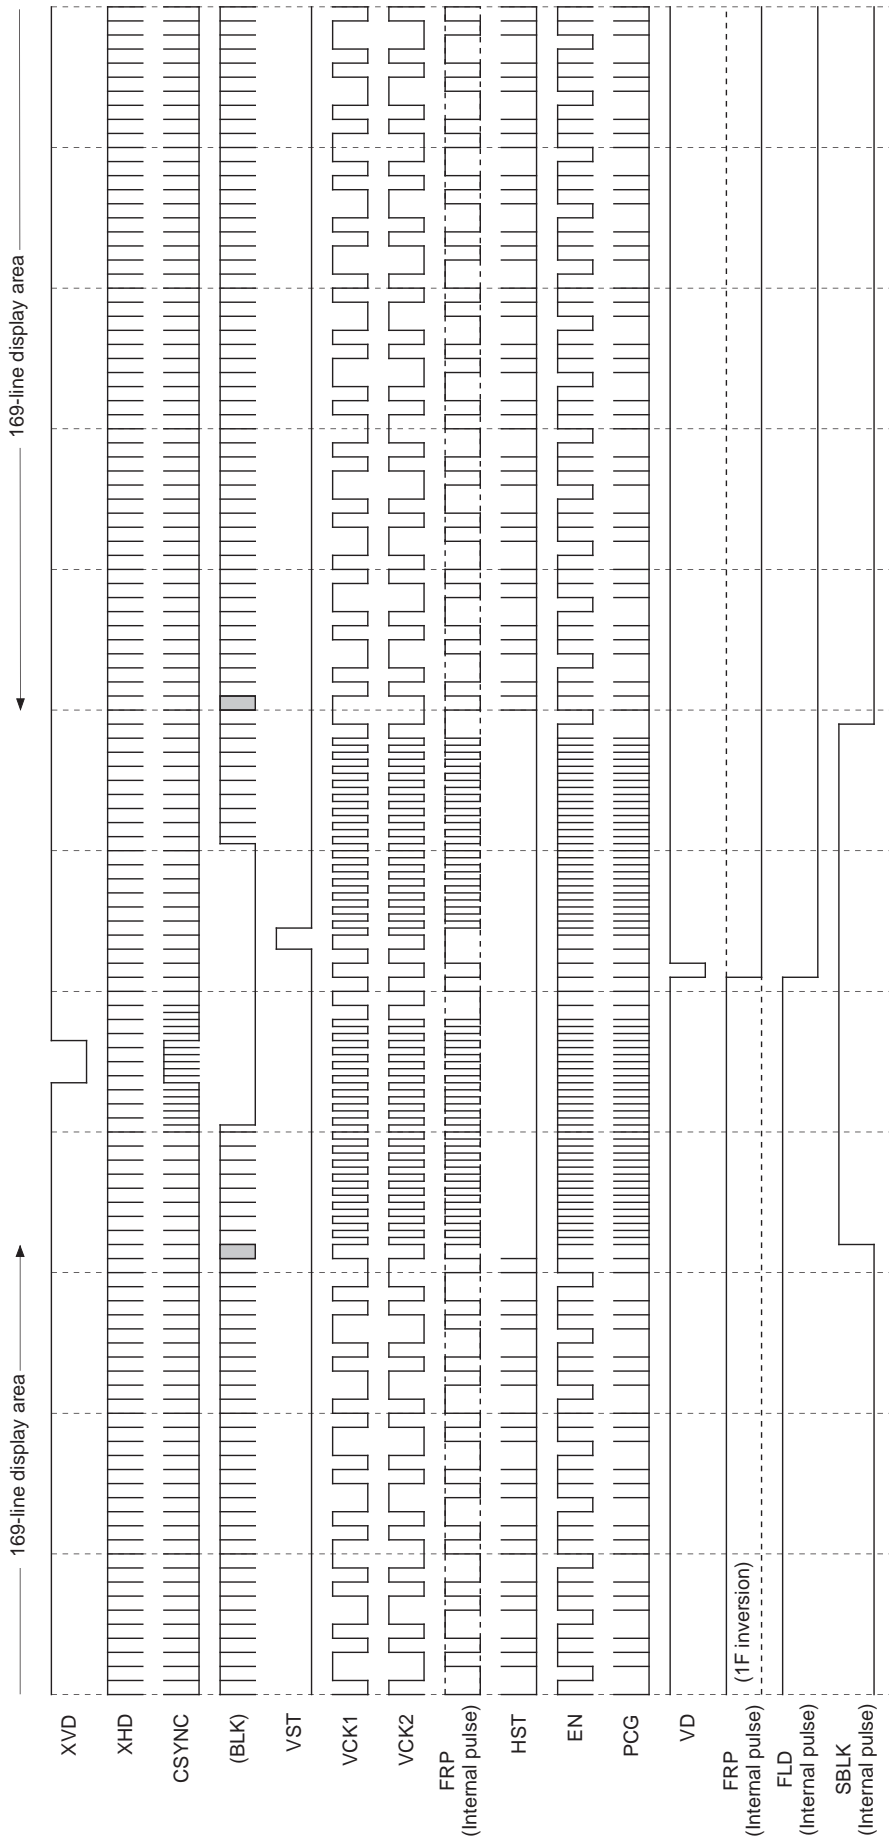 169-line display area
169-line display area
XVD
XHD
CSYNC
(BLK)
VST
VCK1
VCK2
FRP
(Internal pulse)
HST
EN
PCG
VD
FRP
(Internal pulse)
(1F inversion)
FLD
(Internal pulse)
SBLK
(Internal pulse)